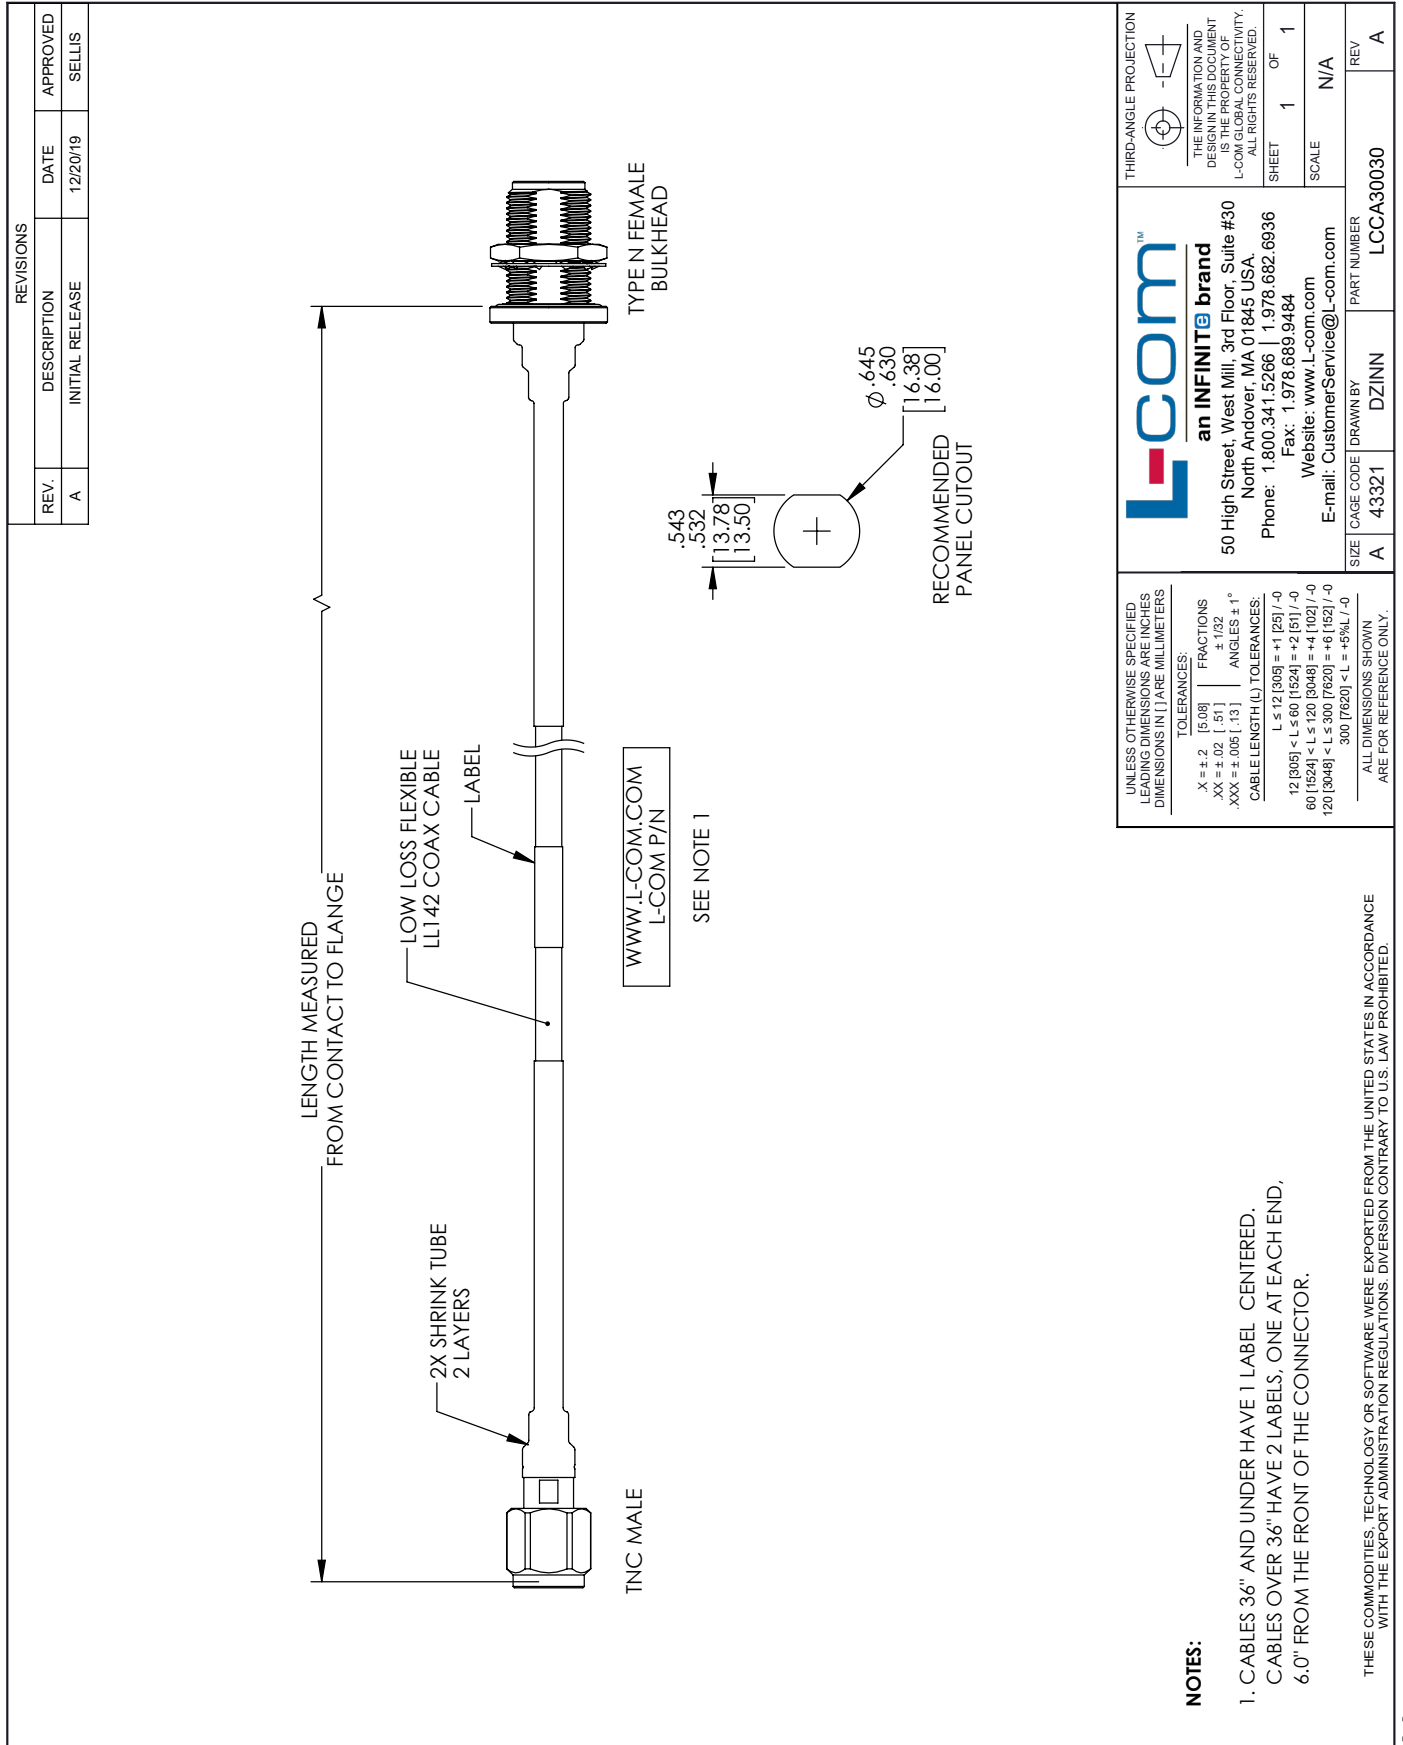 REVISIONS
REV. DESCRIPTION DATE APPROVED
A INITIAL RELEASE 12/20/19 SELLIS
LENGTH MEASURED
FROM CONTACT TO FLANGE
2X SHRINK TUBE
2 LAYERS
LOW LOSS FLEXIBLE
LL142 COAX CABLE
LABEL
TNC MALE
WWW.L-COM.COM
L-COM P/N
SEE NOTE 1
TYPE N FEMALE
BULKHEAD
.543
.532
[13.78]
[13.50]
Ø .645
.630
[16.38]
[16.00]
RECOMMENDED
PANEL CUTOUT
NOTES:
1. CABLES 36" AND UNDER HAVE 1 LABEL CENTERED.
CABLES OVER 36" HAVE 2 LABELS, ONE AT EACH END,
6.0" FROM THE FRONT OF THE CONNECTOR.
THESE COMMODITIES, TECHNOLOGY OR SOFTWARE WERE EXPORTED FROM THE UNITED STATES IN ACCORDANCE
WITH THE EXPORT ADMINISTRATION REGULATIONS. DIVERSION CONTRARY TO U.S. LAW PROHIBITED.
UNLESS OTHERWISE SPECIFIED
LEADING DIMENSIONS ARE INCHES
DIMENSIONS IN [ ] ARE MILLIMETERS
TOLERANCES:
.X = ± .2 [5.08] FRACTIONS
.XX = ± .02 [ .51 ] ± 1/32
.XXX = ± .005 [ .13 ] ANGLES ± 1°
CABLE LENGTH (L) TOLERANCES:
L ≤ 12 [305] = +1 [25] / -0
12 [305] < L ≤ 60 [1524] = +2 [51] / -0
60 [1524] < L ≤ 120 [3048] = +4 [102] / -0
120 [3048] < L ≤ 300 [7620] = +6 [152] / -0
300 [7620] < L = +5%L / -0
ALL DIMENSIONS SHOWN
ARE FOR REFERENCE ONLY.
L-com™
an INFINITe brand
50 High Street, West Mill, 3rd Floor, Suite #30
North Andover, MA 01845 USA.
Phone: 1.800.341.5266 | 1.978.682.6936
Fax: 1.978.689.9484
Website: www.L-com.com
E-mail: CustomerService@L-com.com
THIRD-ANGLE PROJECTION
THE INFORMATION AND
DESIGN IN THIS DOCUMENT
IS THE PROPERTY OF
L-COM GLOBAL CONNECTIVITY.
ALL RIGHTS RESERVED.
SHEET 1 OF 1
SCALE N/A
SIZE CAGE CODE DRAWN BY PART NUMBER REV
A 43321 DZINN LCCA30030 A